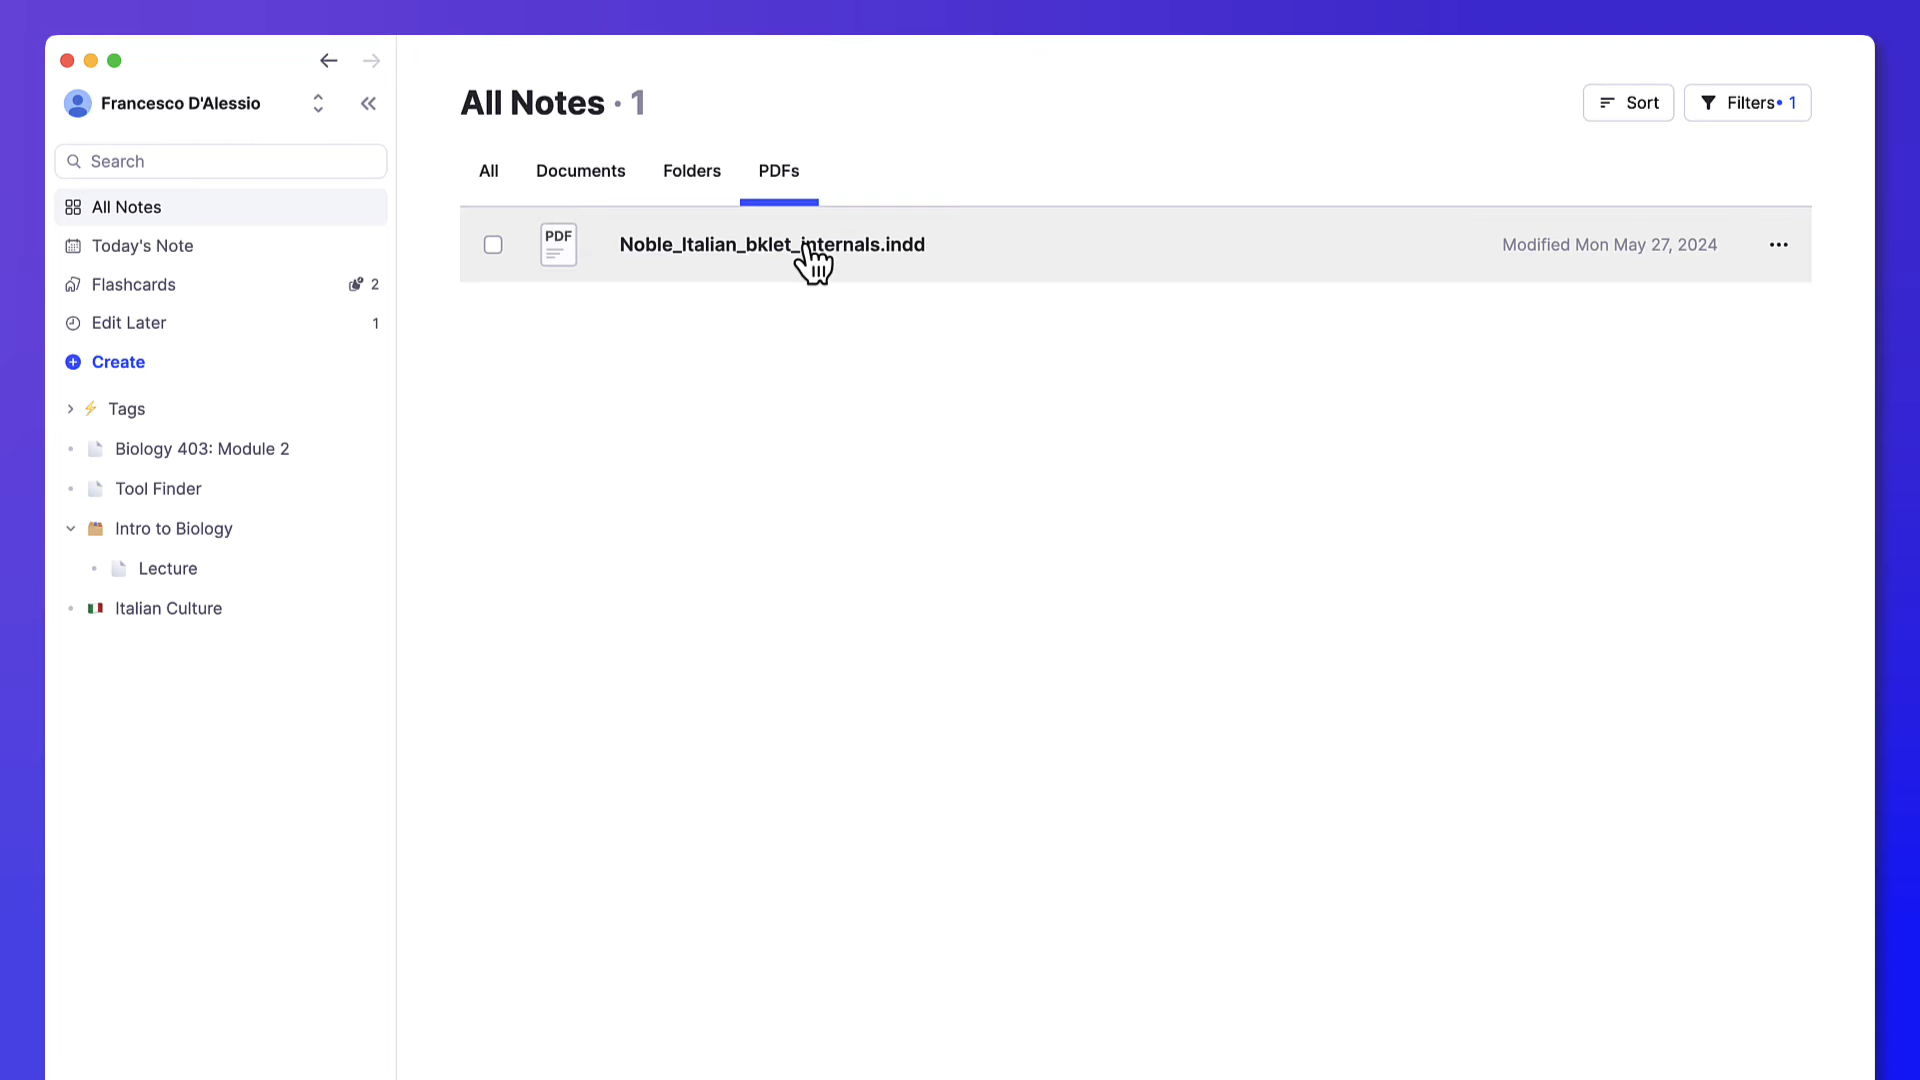 Francesco D'Alessio
Search
All Notes
Today's Note
Flashcards 2
Edit Later 1
Create
Tags
Biology 403: Module 2
Tool Finder
Intro to Biology
Lecture
Italian Culture
All Notes · 1
Sort
Filters • 1
All Documents Folders PDFs
PDF Noble_Italian_bklet_internals.indd Modified Mon May 27, 2024